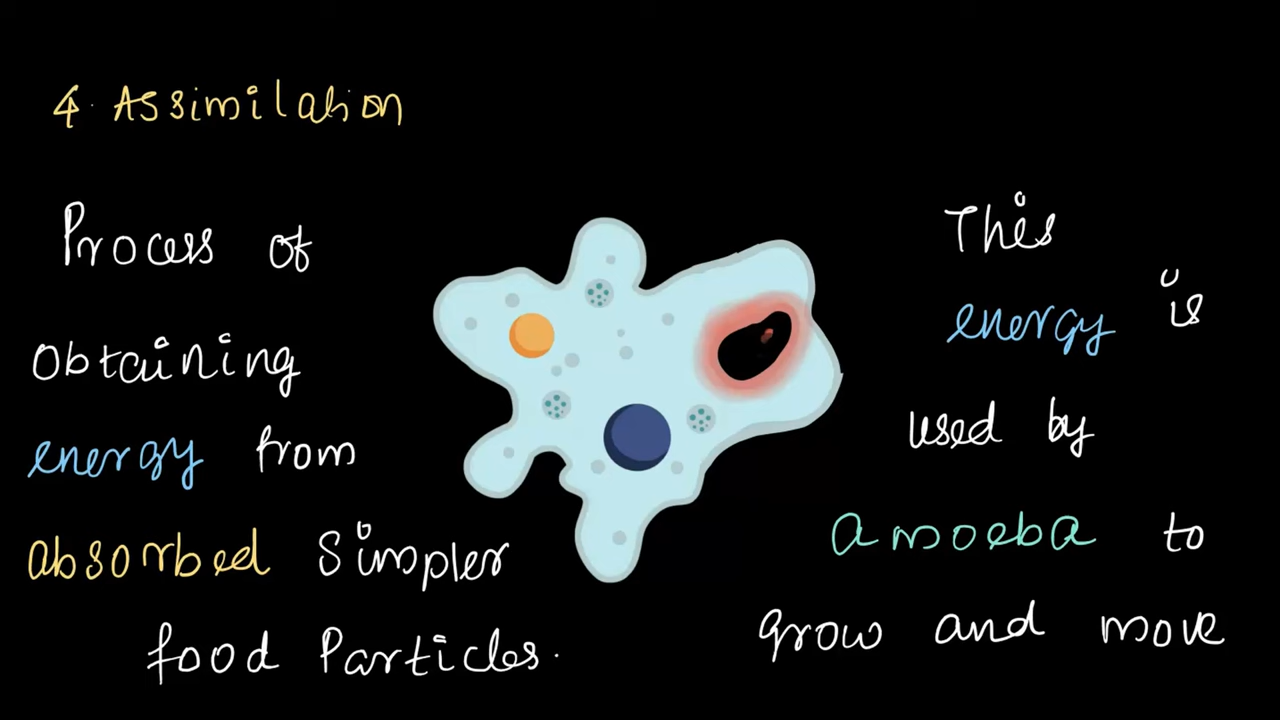 4. Assimilation
Process of
obtaining
energy from
absorbed simpler
food Particles.
This
energy is
used by
amoeba to
grow and move